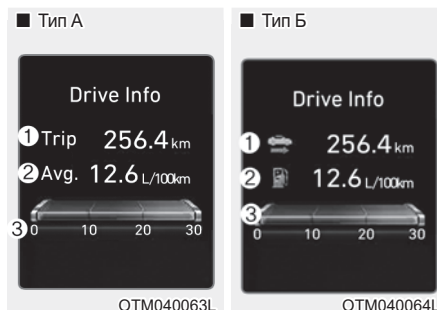 ■ Тип А
Drive Info
1 Trip 256.4 km
2 Avg. 12.6 L/100km
3
0 10 20 30
OTM040063L
■ Тип Б
Drive Info
1 256.4 km
2 12.6 L/100km
3
0 10 20 30
OTM040064L